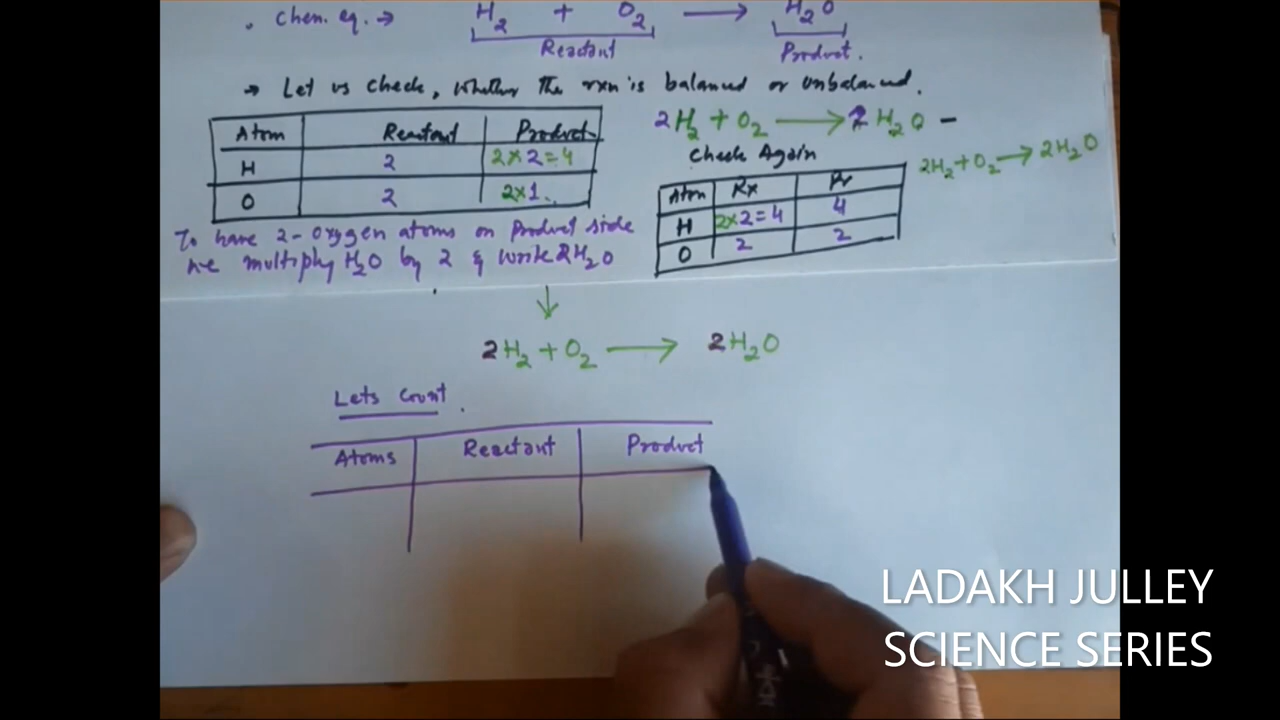 . Chem. eq. → H₂ + O₂ ⟶ H₂O
Reactant Product.
→ Let us check, whether the rxn is balanced or unbalanced.
Atom Reactant Product
H 2 2×2=4
O 2 2×1
To have 2-oxygen atoms on Product side
we multiply H₂O by 2 & write 2H₂O
2H₂ + O₂ ⟶ 2H₂O -
Check Again
Atom Rx Pr
H 2×2=4 4
O 2 2
2H₂+O₂ → 2H₂O
↓
2H₂ + O₂ ⟶ 2H₂O
Lets Count.
Atoms Reactant Product
LADAKH JULLEY
SCIENCE SERIES